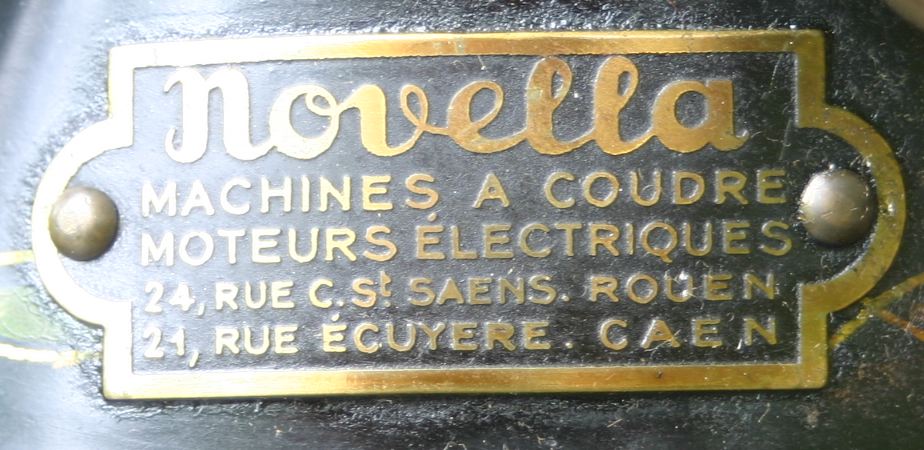 novella
MACHINES A COUDRE
MOTEURS ÉLECTRIQUES
24, RUE C.St SAENS. ROUEN
21, RUE ÉCUYERE. CAEN